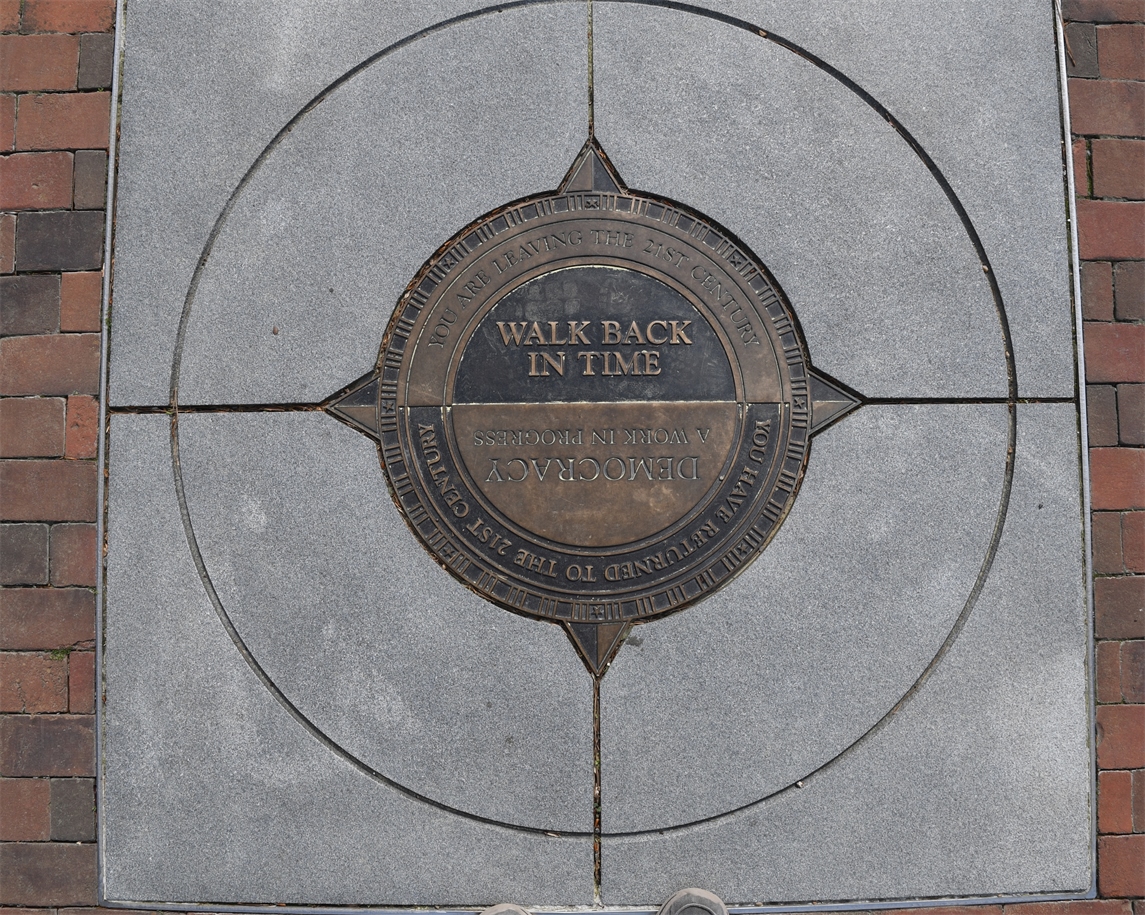 YOU ARE LEAVING THE 21ST CENTURY
WALK BACK
IN TIME
DEMOCRACY
A WORK IN PROGRESS
YOU HAVE RETURNED TO THE 21ST CENTURY